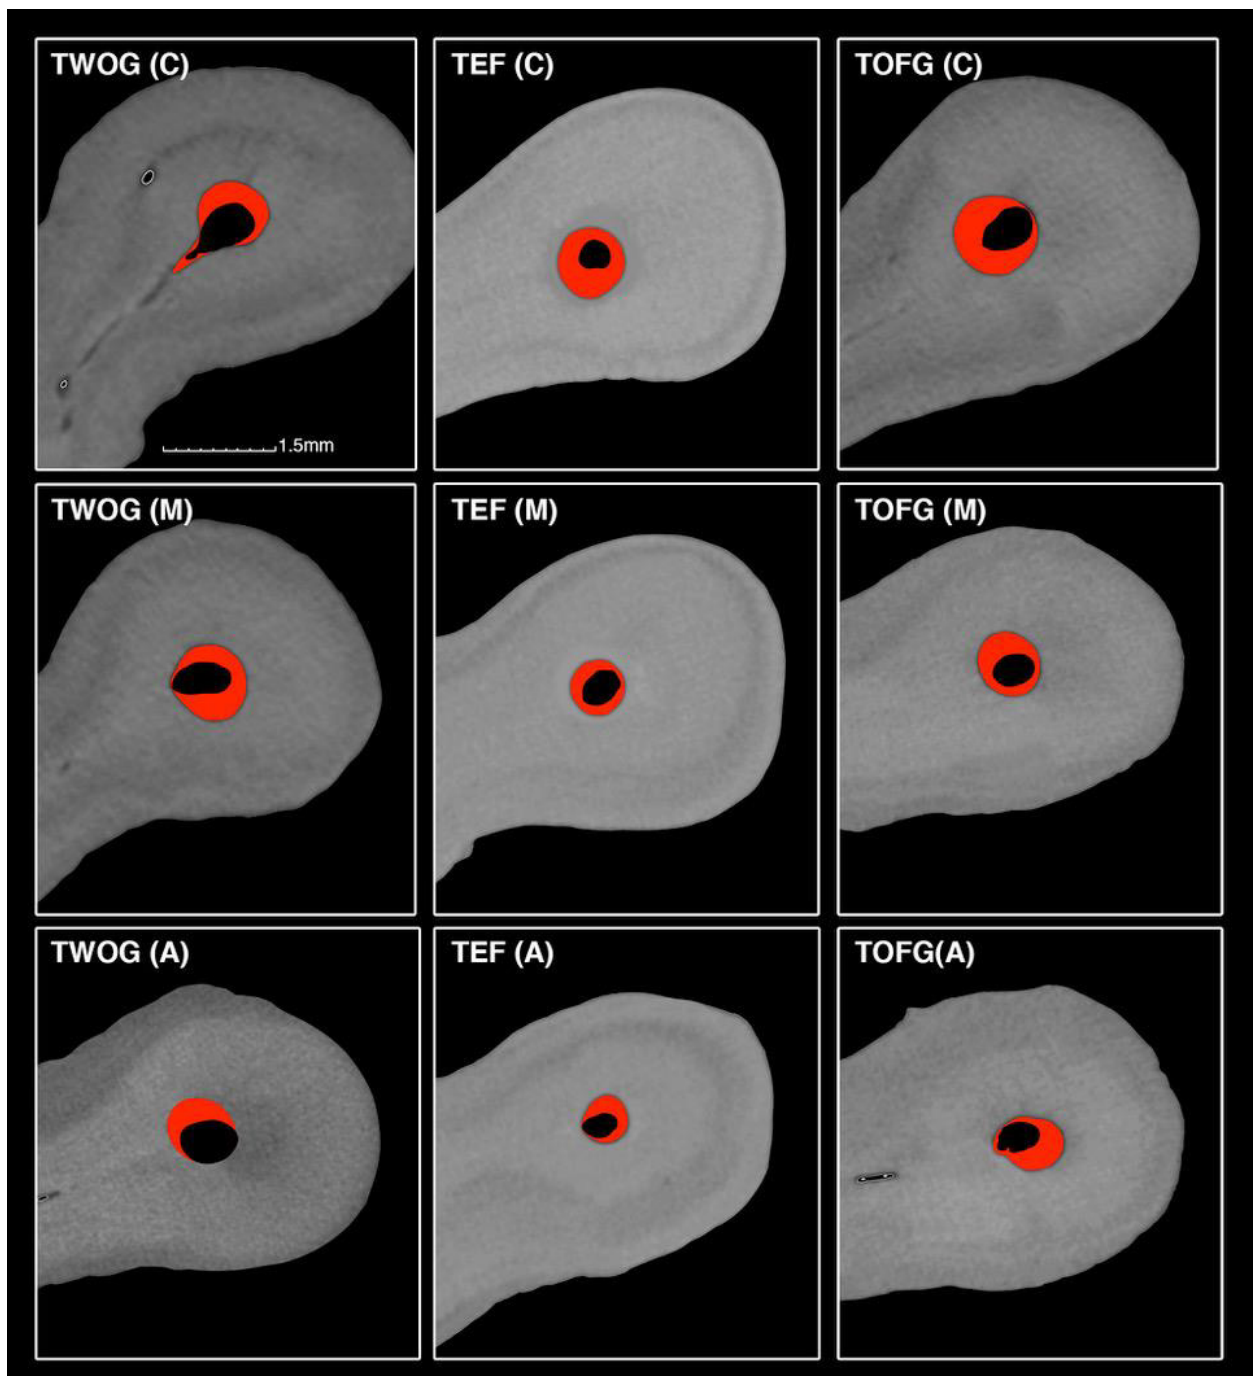 TWOG (C)
TEF (C)
TOFG (C)
1.5mm
TWOG (M)
TEF (M)
TOFG (M)
TWOG (A)
TEF (A)
TOFG(A)